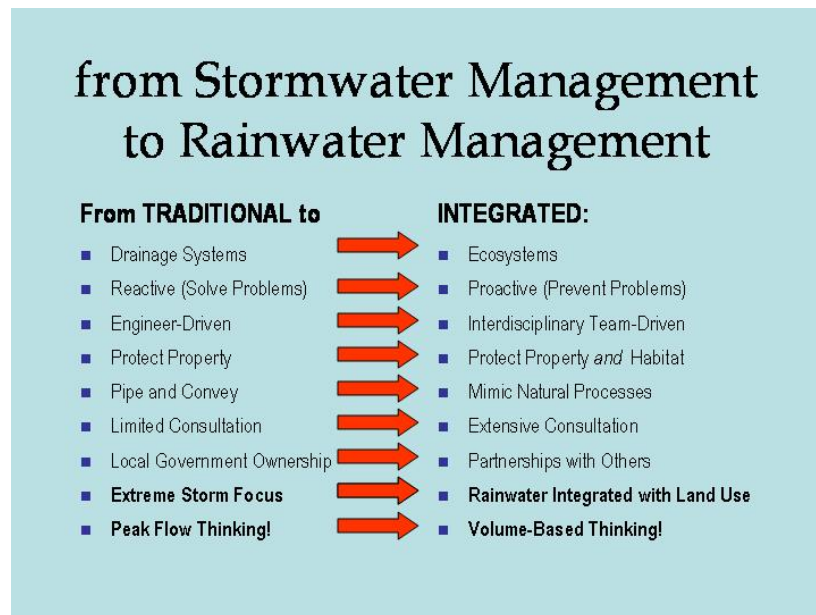 from Stormwater Management
to Rainwater Management
From TRADITIONAL to
INTEGRATED:
Drainage Systems
Ecosystems
Reactive (Solve Problems)
Proactive (Prevent Problems)
Engineer-Driven
Interdisciplinary Team-Driven
Protect Property
Protect Property and Habitat
Pipe and Convey
Mimic Natural Processes
Limited Consultation
Extensive Consultation
Local Government Ownership
Partnerships with Others
Extreme Storm Focus
Rainwater Integrated with Land Use
Peak Flow Thinking!
Volume-Based Thinking!